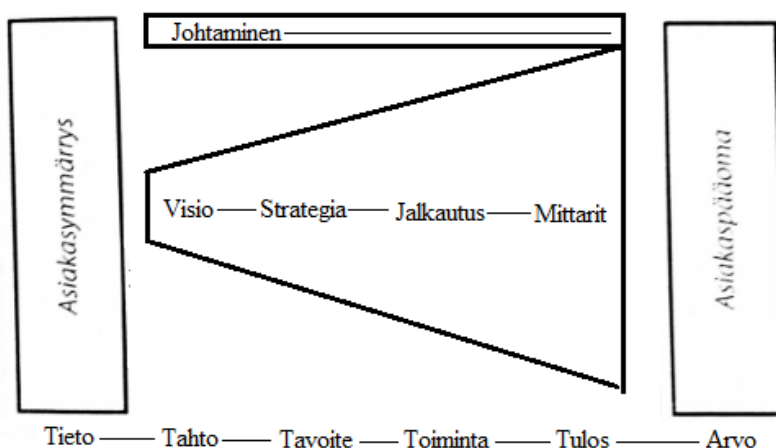 Johtaminen
Asiakasymmärrys
Visio Strategia Jalkautus Mittarit
Asiakaspääoma
Tieto Tahto Tavoite Toiminta Tulos Arvo